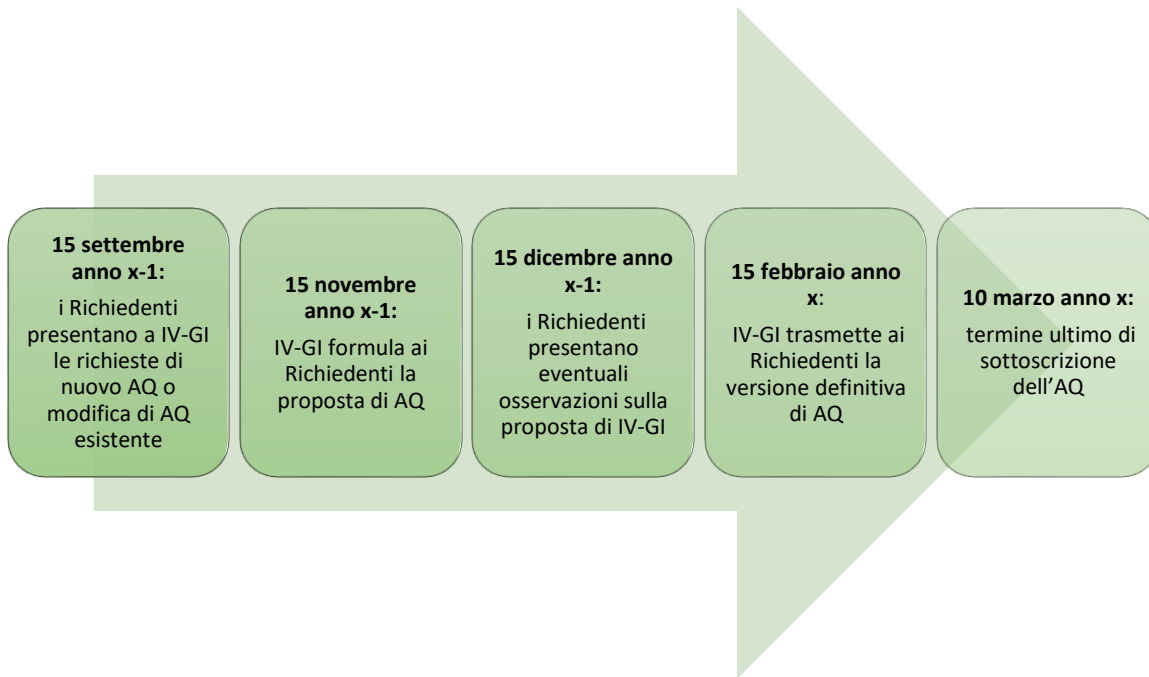 15 settembre
anno x-1:
i Richiedenti
presentano a IV-GI
le richieste di
nuovo AQ o
modifica di AQ
esistente
15 novembre
anno x-1:
IV-GI formula ai
Richiedenti la
proposta di AQ
15 dicembre anno
x-1:
i Richiedenti
presentano
eventuali
osservazioni sulla
proposta di IV-GI
15 febbraio anno
x:
IV-GI trasmette ai
Richiedenti la
versione definitiva
di AQ
10 marzo anno x:
termine ultimo di
sottoscrizione
dell’AQ